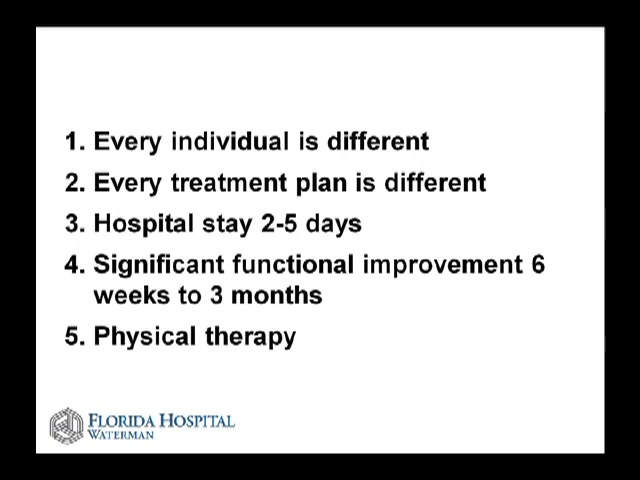 1. Every individual is different
2. Every treatment plan is different
3. Hospital stay 2-5 days
4. Significant functional improvement 6
weeks to 3 months
5. Physical therapy
FLORIDA HOSPITAL
WATERMAN